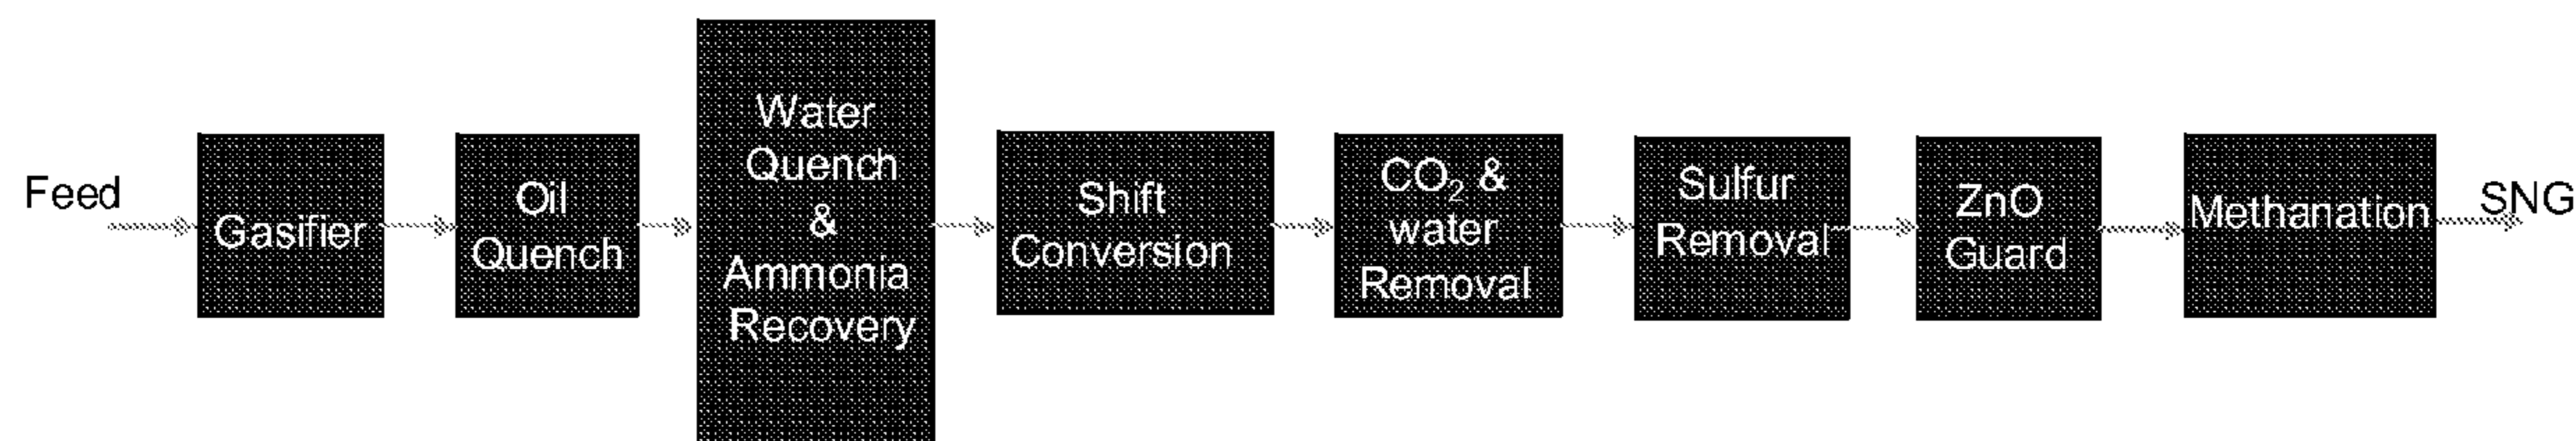 Feed
Gasifier
Oil
Quench
Water
Quench
&
Ammonia
Recovery
Shift
Conversion
CO₂ &
water
Removal
Sulfur
Removal
ZnO
Guard
Methanation
SNG